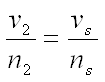 v₂/n₂ = vₛ/nₛ